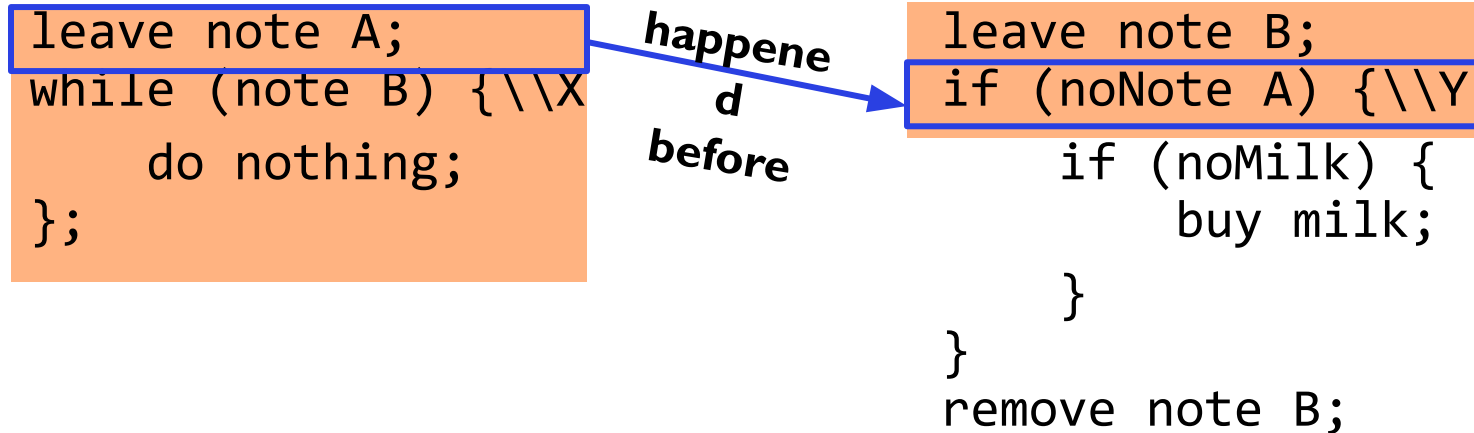 leave note A;
while (note B) {\\X
    do nothing;
};
happene
d
before
leave note B;
if (noNote A) {\\Y
    if (noMilk) {
        buy milk;
    }
}
remove note B;